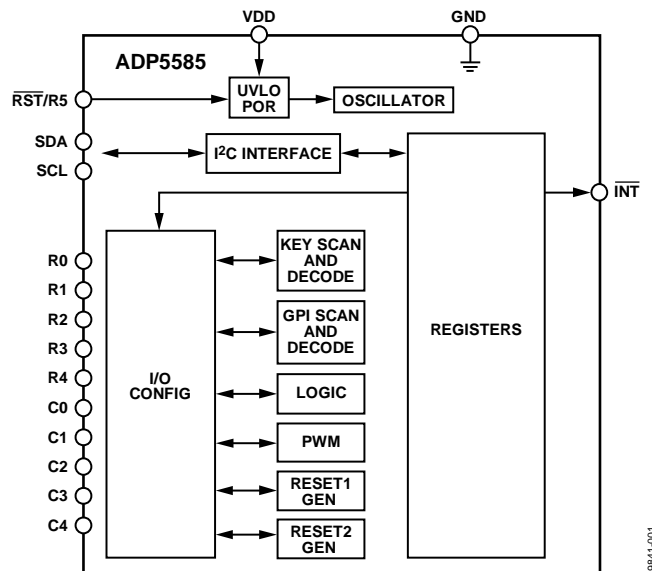 VDD
GND
ADP5585
RST/R5
UVLO
POR
OSCILLATOR
SDA
I²C INTERFACE
SCL
INT
R0
KEY SCAN
AND
DECODE
R1
R2
GPI SCAN
AND
DECODE
REGISTERS
R3
R4
I/O
CONFIG
LOGIC
C0
C1
PWM
C2
C3
RESET1
GEN
C4
RESET2
GEN
09841-001